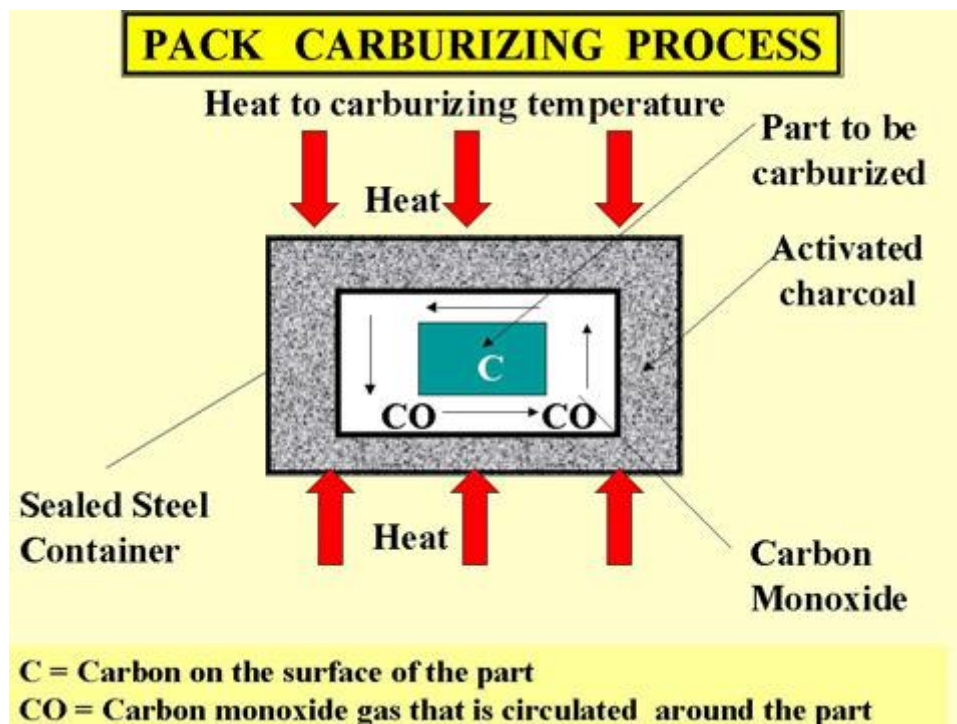 PACK CARBURIZING PROCESS
Heat to carburizing temperature
Part to be
carburized
Heat
Activated
charcoal
C
CO
CO
Sealed Steel
Container
Heat
Carbon
Monoxide
C = Carbon on the surface of the part
CO = Carbon monoxide gas that is circulated around the part